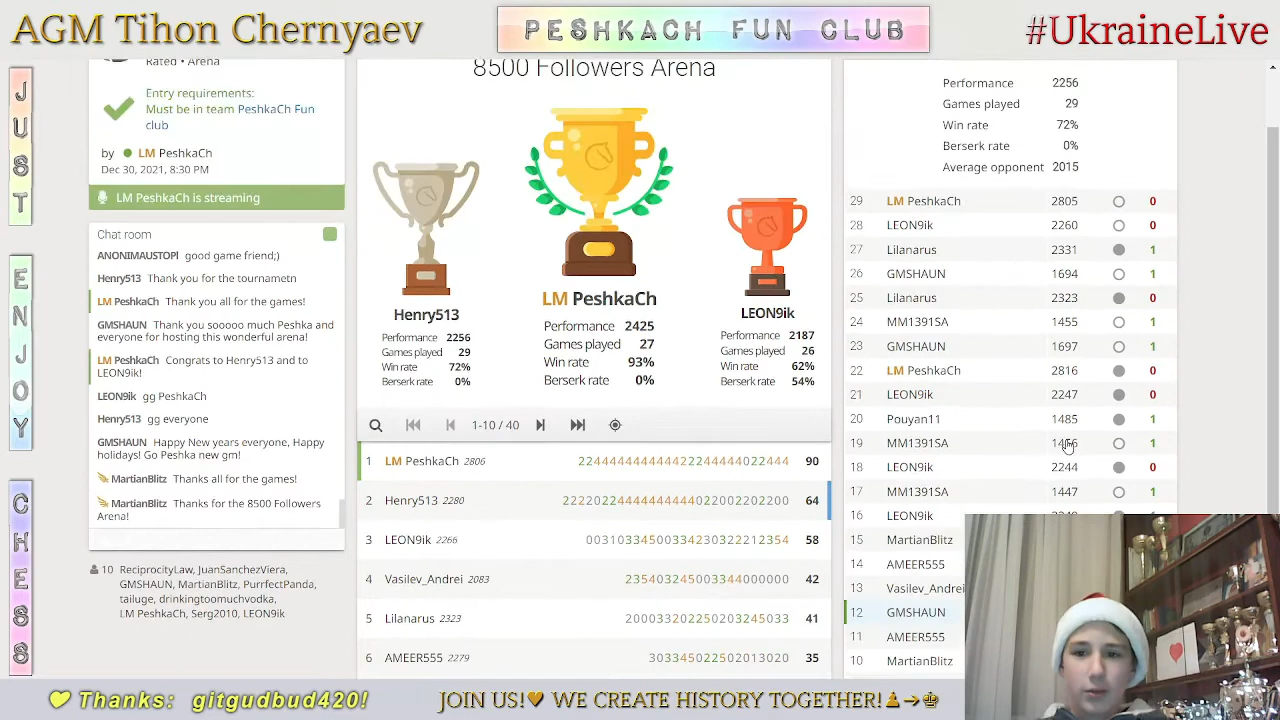 AGM Tihon Chernyaev
PESHKACH FUN CLUB
#UkraineLive
JUST
ENJOY
CHESS
Rated • Arena
Entry requirements:
Must be in team PeshkaCh Fun
club
by LM PeshkaCh
Dec 30, 2021, 8:30 PM
LM PeshkaCh is streaming
Chat room
ANONIMAUSTOPl good game friend;)
Henry513 Thank you for the tournametn
LM PeshkaCh Thank you all for the games!
GMSHAUN Thank you sooooo much Peshka and
everyone for hosting this wonderful arena!
LM PeshkaCh Congrats to Henry513 and to
LEON9ik!
LEON9ik gg PeshkaCh
Henry513 gg everyone
GMSHAUN Happy New years everyone, Happy
holidays! Go Peshka new gm!
MartianBlitz Thanks all for the games!
MartianBlitz Thanks for the 8500 Followers
Arena!
10 ReciprocityLaw, JuanSanchezViera,
GMSHAUN, MartianBlitz, PurrfectPanda,
taliage, drinkingtoomuchvodka,
LM PeshkaCh, Serg2010, LEON9ik
8500 Followers Arena
Henry513
Performance 2256
Games played 29
Win rate 72%
Berserk rate 0%
LM PeshkaCh
Performance 2425
Games played 27
Win rate 93%
Berserk rate 0%
LEON9ik
Performance 2187
Games played 26
Win rate 62%
Berserk rate 54%
1-10 / 40
1 LM PeshkaCh 2806 224444444444422244444022444 90
2 Henry513 2280 22220224444444444022002202200 64
3 LEON9ik 2266 00310334500334230322212354 58
4 Vasilev_Andrei 2083 235403245003344000000 42
5 Lilanarus 2323 200033202250203245033 41
6 AMEER555 2279 303345022502013020 35
Performance 2256
Games played 29
Win rate 72%
Berserk rate 0%
Average opponent 2015
29 LM PeshkaCh 2805 0
28 LEON9ik 2260 0
27 Lilanarus 2331 1
26 GMSHAUN 1694 1
25 Lilanarus 2323 0
24 MM1391SA 1455 1
23 GMSHAUN 1697 1
22 LM PeshkaCh 2816 0
21 LEON9ik 2247 0
20 Pouyan11 1485 1
19 MM1391SA 1
18 LEON9ik 2244 0
17 MM1391SA 1447 1
16 LEON9ik
15 MartianBlitz
14 AMEER555
13 Vasilev_Andrei
12 GMSHAUN
11 AMEER555
10 MartianBlitz
Thanks: gitgudbud420!
JOIN US!♥ WE CREATE HISTORY TOGETHER!♟→♚